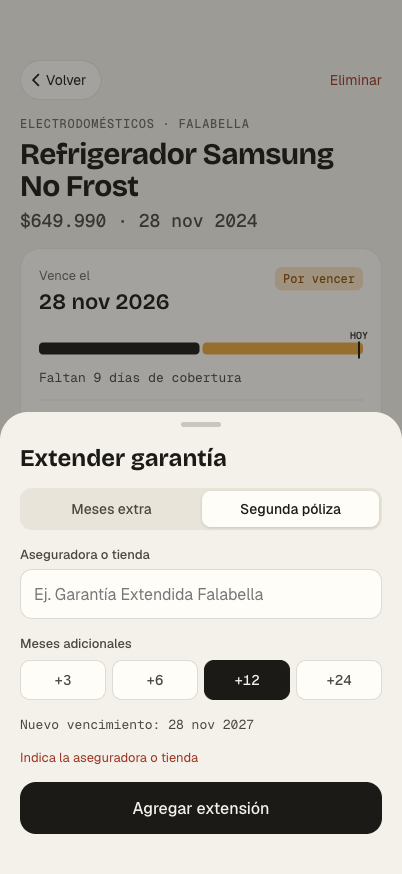 Volver
Eliminar
ELECTRODOMÉSTICOS · FALABELLA
Refrigerador Samsung
No Frost
$649.990 · 28 nov 2024
Vence el
Por vencer
28 nov 2026
HOY
Faltan 9 días de cobertura
Extender garantía
Meses extra
Segunda póliza
Aseguradora o tienda
Ej. Garantía Extendida Falabella
Meses adicionales
+3
+6
+12
+24
Nuevo vencimiento: 28 nov 2027
Indica la aseguradora o tienda
Agregar extensión